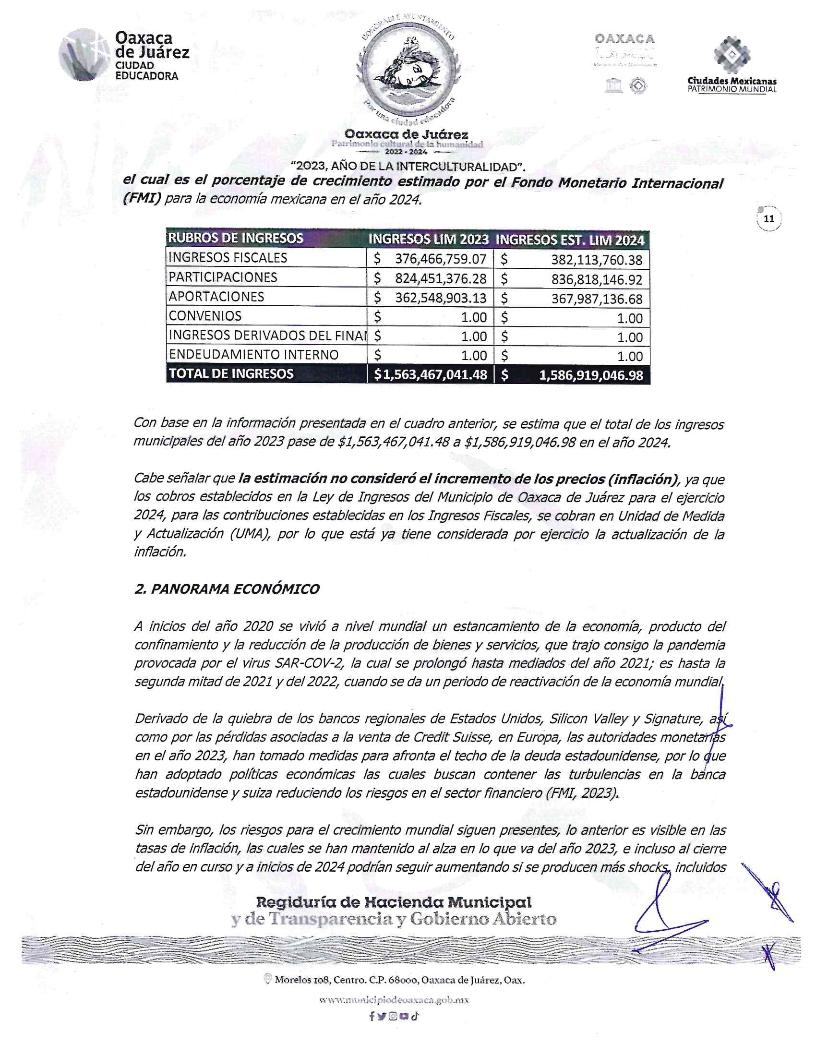 Oaxaca
de Juárez
CIUDAD
EDUCADORA
HONORABLE AYUNTAMIENTO
Por una ciudad educadora
Oaxaca de Juárez
Patrimonio cultural de la humanidad
2022 - 2024
OAXACA
Ciudades Mexicanas
PATRIMONIO MUNDIAL
"2023, AÑO DE LA INTERCULTURALIDAD".
el cual es el porcentaje de crecimiento estimado por el Fondo Monetario Internacional
(FMI) para la economía mexicana en el año 2024.
11
RUBROS DE INGRESOS INGRESOS LIM 2023 INGRESOS EST. LIM 2024
INGRESOS FISCALES $ 376,466,759.07 $ 382,113,760.38
PARTICIPACIONES $ 824,451,376.28 $ 836,818,146.92
APORTACIONES $ 362,548,903.13 $ 367,987,136.68
CONVENIOS $ 1.00 $ 1.00
INGRESOS DERIVADOS DEL FINA $ 1.00 $ 1.00
ENDEUDAMIENTO INTERNO $ 1.00 $ 1.00
TOTAL DE INGRESOS $1,563,467,041.48 $ 1,586,919,046.98
Con base en la información presentada en el cuadro anterior, se estima que el total de los ingresos
municipales del año 2023 pase de $1,563,467,041.48 a $1,586,919,046.98 en el año 2024.
Cabe señalar que la estimación no consideró el incremento de los precios (inflación), ya que
los cobros establecidos en la Ley de Ingresos del Municipio de Oaxaca de Juárez para el ejercicio
2024, para las contribuciones establecidas en los Ingresos Fiscales, se cobran en Unidad de Medida
y Actualización (UMA), por lo que está ya tiene considerada por ejercicio la actualización de la
inflación.
2. PANORAMA ECONÓMICO
A inicios del año 2020 se vivió a nivel mundial un estancamiento de la economía, producto del
confinamiento y la reducción de la producción de bienes y servicios, que trajo consigo la pandemia
provocada por el virus SAR-COV-2, la cual se prolongó hasta mediados del año 2021; es hasta la
segunda mitad de 2021 y del 2022, cuando se da un periodo de reactivación de la economía mundial.
Derivado de la quiebra de los bancos regionales de Estados Unidos, Silicon Valley y Signature, así
como por las pérdidas asociadas a la venta de Credit Suisse, en Europa, las autoridades monetarias
en el año 2023, han tomado medidas para afronta el techo de la deuda estadounidense, por lo que
han adoptado políticas económicas las cuales buscan contener las turbulencias en la banca
estadounidense y suiza reduciendo los riesgos en el sector financiero (FMI, 2023).
Sin embargo, los riesgos para el crecimiento mundial siguen presentes, lo anterior es visible en las
tasas de inflación, las cuales se han mantenido al alza en lo que va del año 2023, e incluso al cierre
del año en curso y a inicios de 2024 podrían seguir aumentando si se producen más shocks, incluidos
Regiduría de Hacienda Municipal
y de Transparencia y Gobierno Abierto
Morelos 108, Centro. C.P. 68000, Oaxaca de Juárez, Oax.
www.municipiodeoaxaca.gob.mx